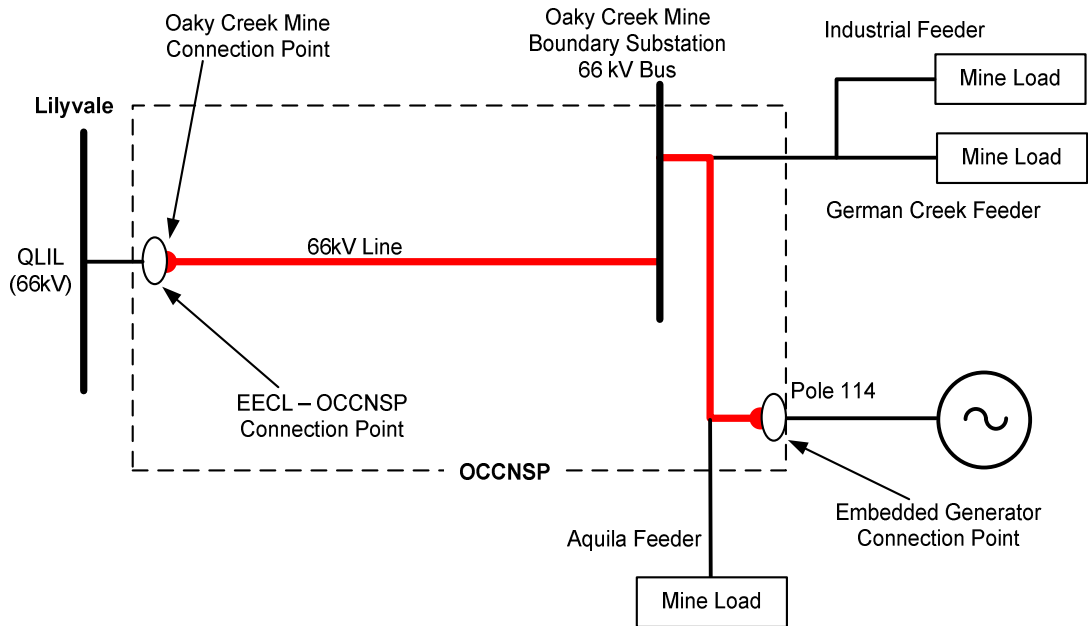 Oaky Creek Mine
Connection Point
Oaky Creek Mine
Boundary Substation
66 kV Bus
Industrial Feeder
Mine Load
Lilyvale
Mine Load
German Creek Feeder
66kV Line
QLIL
(66kV)
Pole 114
EECL – OCCNSP
Connection Point
OCCNSP
Embedded Generator
Connection Point
Aquila Feeder
Mine Load